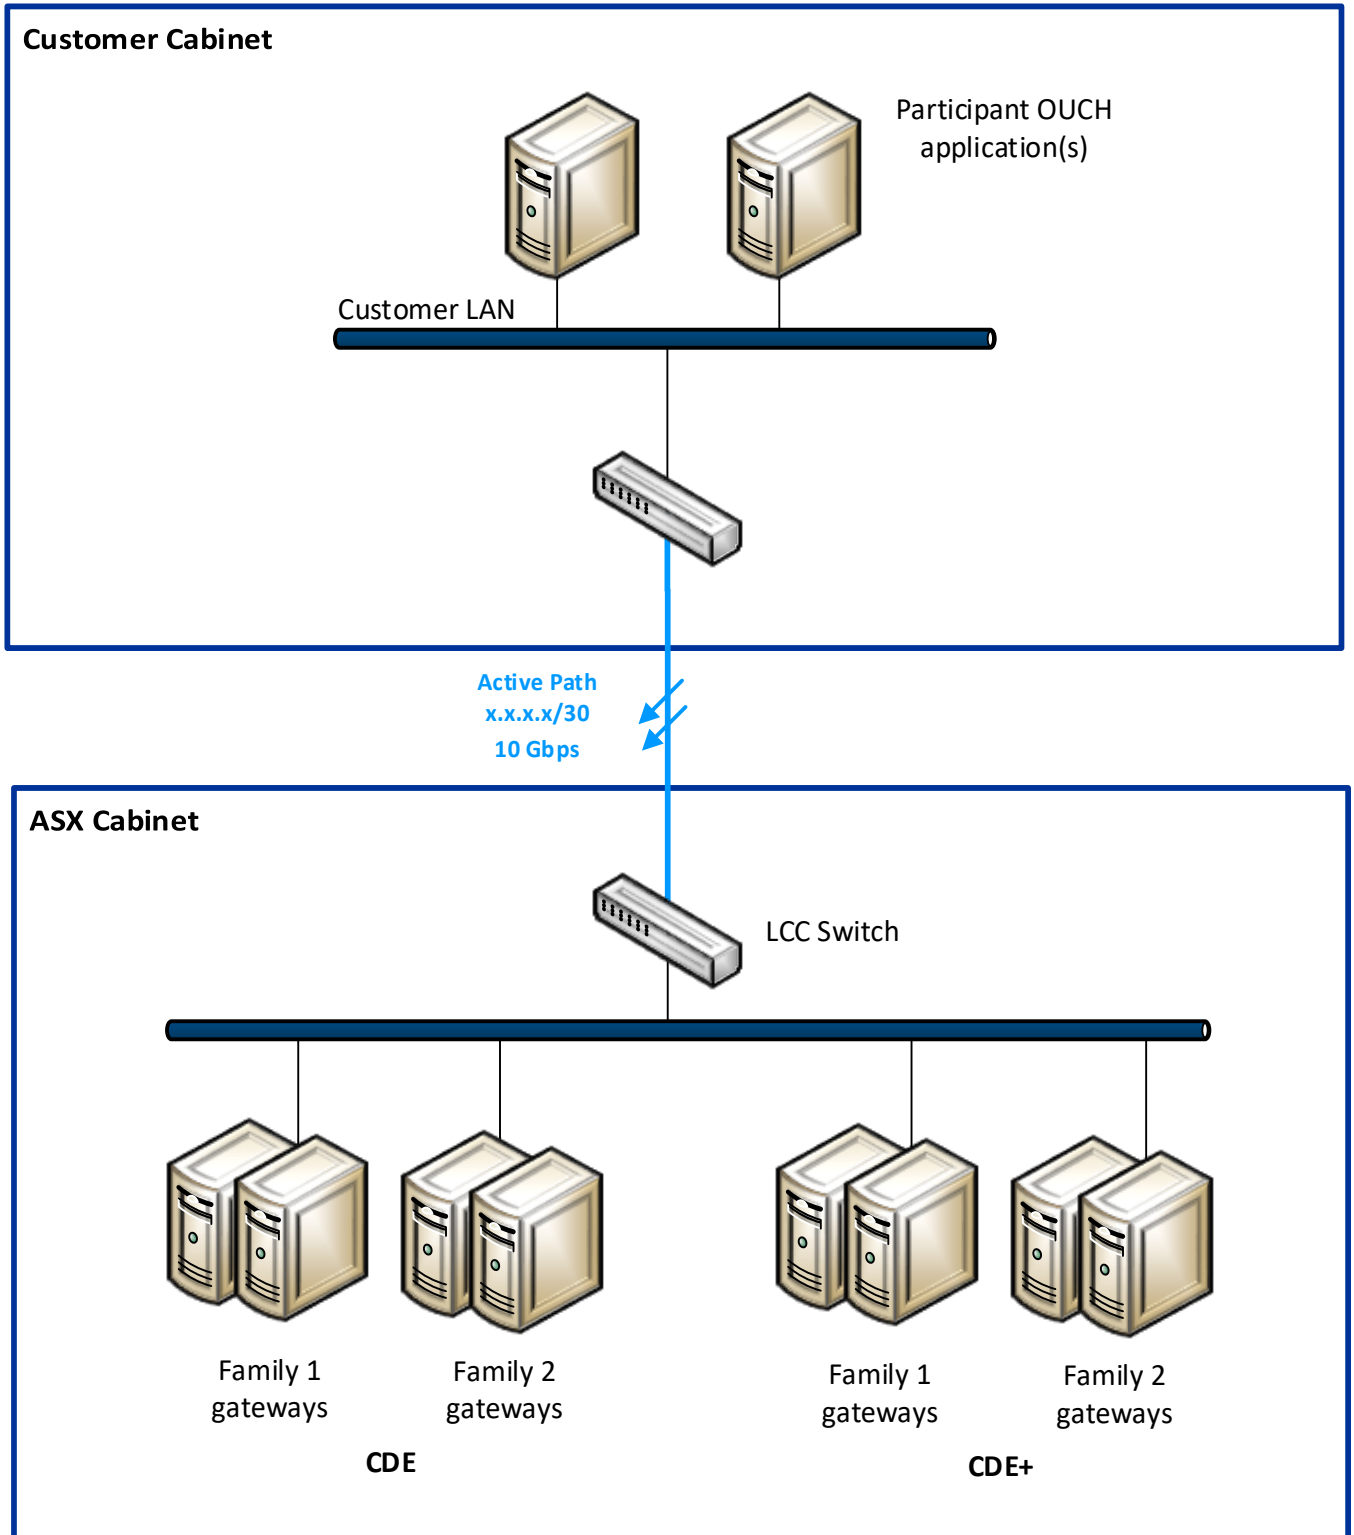 Customer Cabinet
Participant OUCH
application(s)
Customer LAN
Active Path
x.x.x.x/30
10 Gbps
ASX Cabinet
LCC Switch
Family 1
gateways
Family 2
gateways
Family 1
gateways
Family 2
gateways
CDE
CDE+